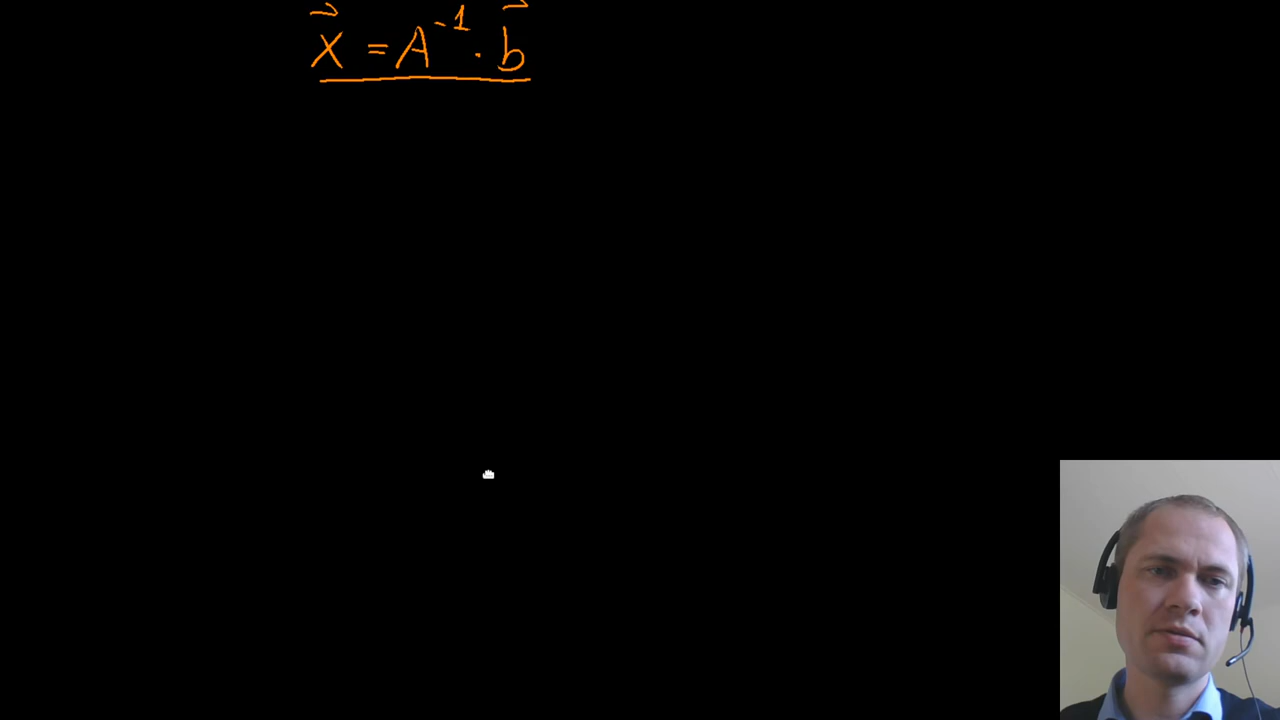 x⃗ = A⁻¹ · b⃗